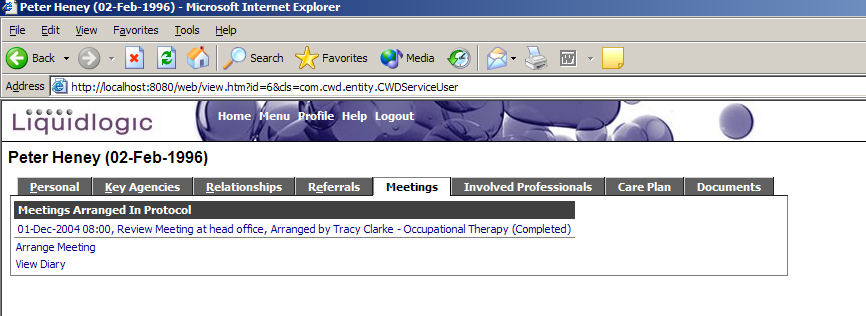 Peter Heney (02-Feb-1996) - Microsoft Internet Explorer
File Edit View Favorites Tools Help
Back Search Favorites Media
Address http://localhost:8080/web/view.htm?id=6&cls=com.cwd.entity.CWDServiceUser
Liquidlogic Home Menu Profile Help Logout
Peter Heney (02-Feb-1996)
Personal Key Agencies Relationships Referrals Meetings Involved Professionals Care Plan Documents
Meetings Arranged In Protocol
01-Dec-2004 08:00, Review Meeting at head office, Arranged by Tracy Clarke - Occupational Therapy (Completed)
Arrange Meeting
View Diary